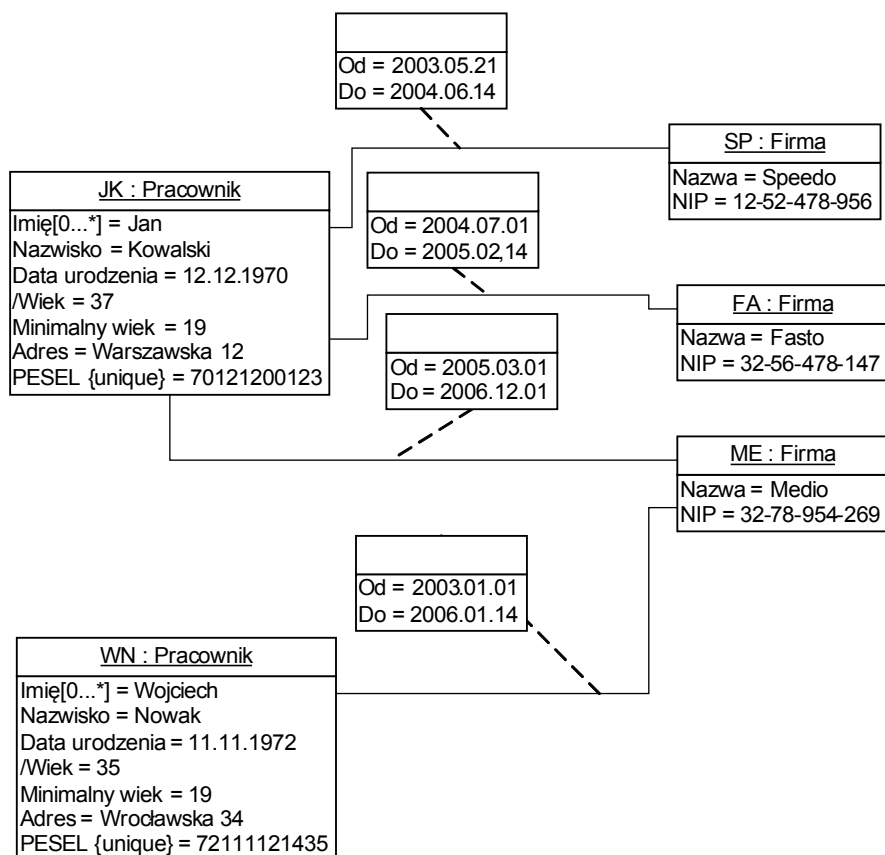 Od = 2003.05.21
Do = 2004.06.14
SP : Firma
Nazwa = Speedo
NIP = 12-52-478-956
JK : Pracownik
Imię[0...*] = Jan
Nazwisko = Kowalski
Data urodzenia = 12.12.1970
/Wiek = 37
Minimalny wiek = 19
Adres = Warszawska 12
PESEL {unique} = 70121200123
Od = 2004.07.01
Do = 2005.02,14
FA : Firma
Nazwa = Fasto
NIP = 32-56-478-147
Od = 2005.03.01
Do = 2006.12.01
ME : Firma
Nazwa = Medio
NIP = 32-78-954-269
Od = 2003.01.01
Do = 2006.01.14
WN : Pracownik
Imię[0...*] = Wojciech
Nazwisko = Nowak
Data urodzenia = 11.11.1972
/Wiek = 35
Minimalny wiek = 19
Adres = Wrocławska 34
PESEL {unique} = 72111121435